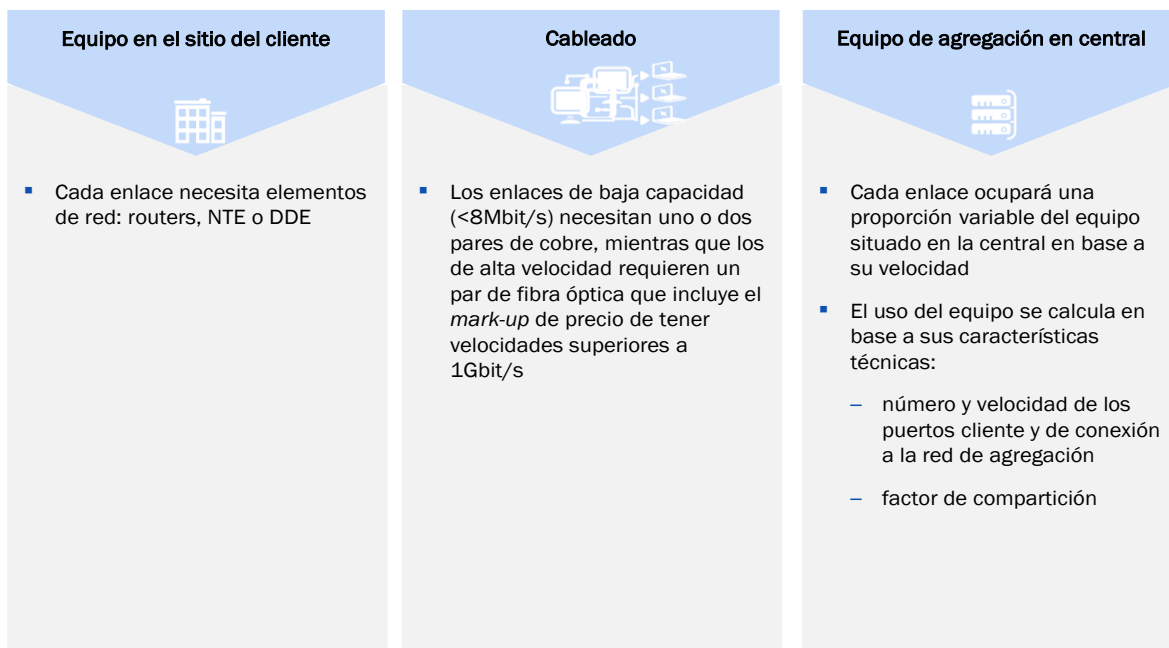 Equipo en el sitio del cliente
▪ Cada enlace necesita elementos
de red: routers, NTE o DDE
Cableado
▪ Los enlaces de baja capacidad
(<8Mbit/s) necesitan uno o dos
pares de cobre, mientras que los
de alta velocidad requieren un
par de fibra óptica que incluye el
mark-up de precio de tener
velocidades superiores a
1Gbit/s
Equipo de agregación en central
▪ Cada enlace ocupará una
proporción variable del equipo
situado en la central en base a
su velocidad
▪ El uso del equipo se calcula en
base a sus características
técnicas:
– número y velocidad de los
puertos cliente y de conexión
a la red de agregación
– factor de compartición